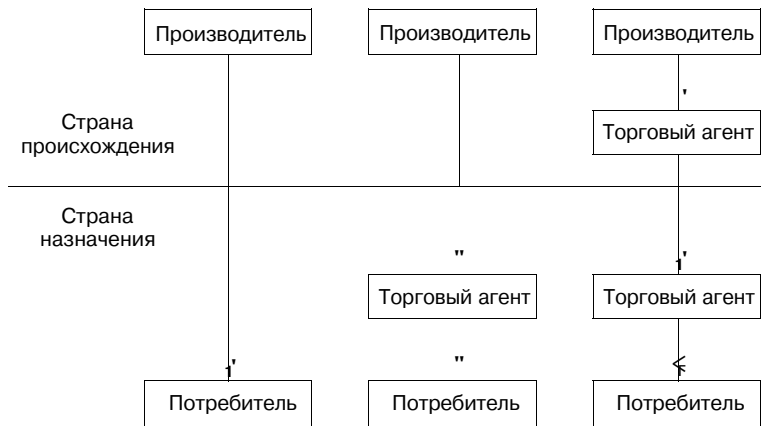 Производитель Производитель Производитель
Страна
происхождения
Торговый агент
Страна
назначения
Торговый агент Торговый агент
Потребитель Потребитель Потребитель